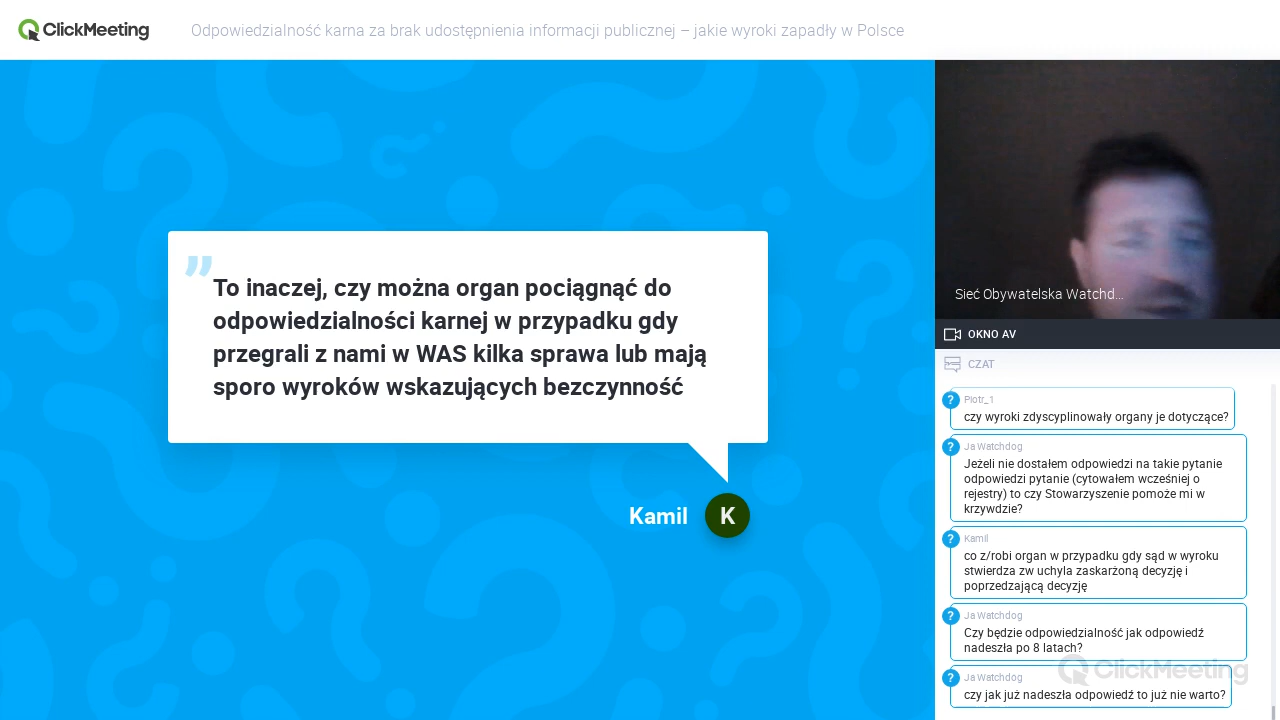 ClickMeeting
Odpowiedzialność karna za brak udostępnienia informacji publicznej – jakie wyroki zapadły w Polsce
To inaczej, czy można organ pociągnąć do
odpowiedzialności karnej w przypadku gdy
przegrali z nami w WAS kilka sprawa lub mają
sporo wyroków wskazujących bezczynność
Kamil
K
Sieć Obywatelska Watchd...
OKNO AV
CZAT
?
Piotr_1
czy wyroki zdyscyplinowały organy je dotyczące?
?
Ja Watchdog
Jeżeli nie dostałem odpowiedzi na takie pytanie
odpowiedzi pytanie (cytowałem wcześniej o
rejestry) to czy Stowarzyszenie pomoże mi w
krzywdzie?
?
Kamil
co z/robi organ w przypadku gdy sąd w wyroku
stwierdza zw uchyla zaskarżoną decyzję i
poprzedzającą decyzję
?
Ja Watchdog
Czy będzie odpowiedzialność jak odpowiedź
nadeszła po 8 latach?
ClickMeeting
?
Ja Watchdog
czy jak już nadeszła odpowiedź to już nie warto?